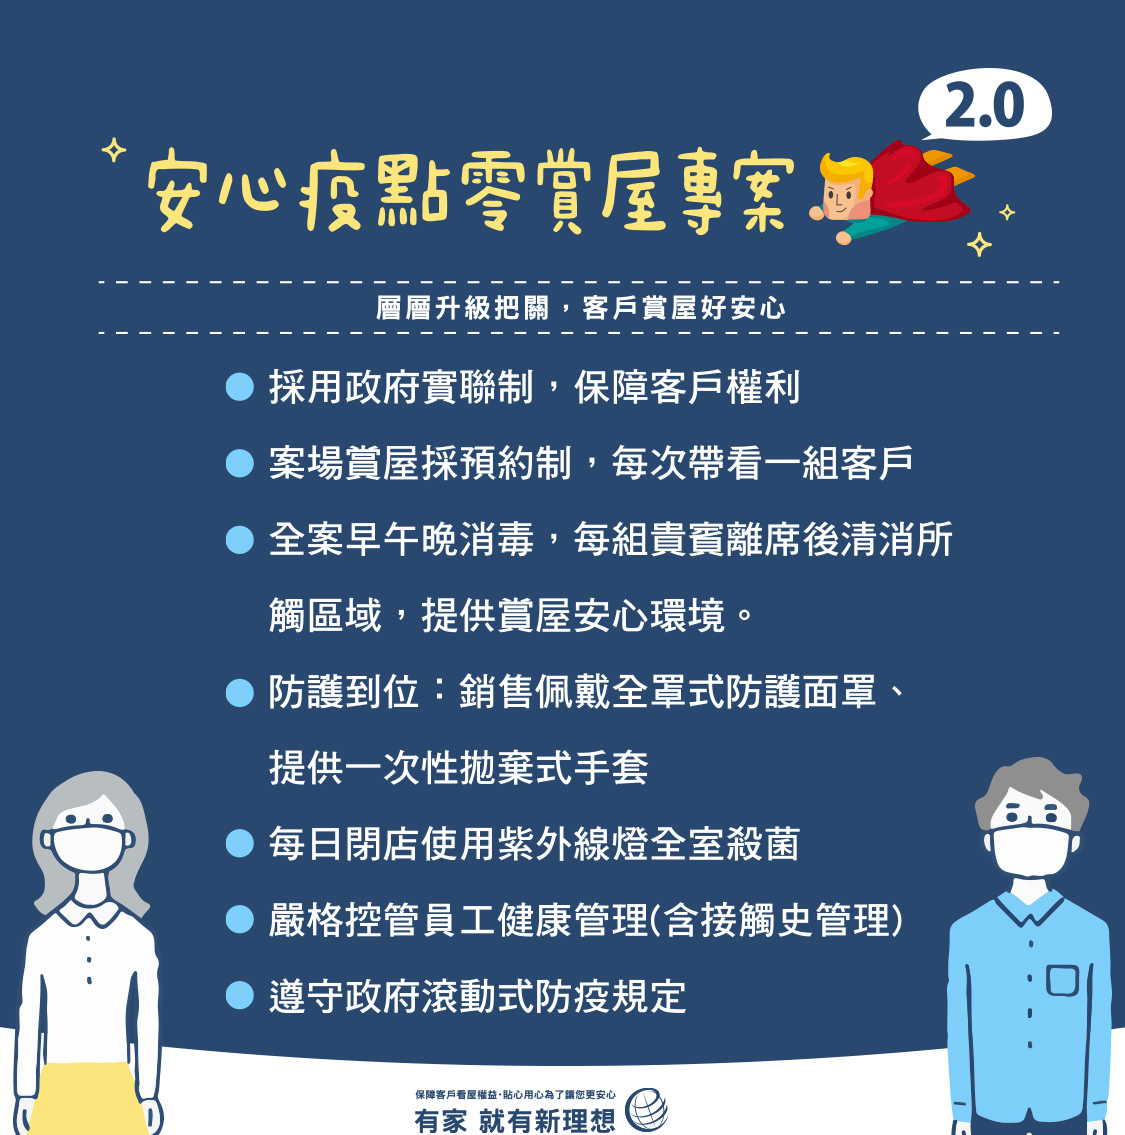 2.0
安心疫點零賞屋專案
層層升級把關，客戶賞屋好安心
採用政府實聯制，保障客戶權利
案場賞屋採預約制，每次帶看一組客戶
全案早午晚消毒，每組貴賓離席後清消所
觸區域，提供賞屋安心環境。
防護到位：銷售佩戴全罩式防護面罩、
提供一次性拋棄式手套
每日閉店使用紫外線燈全室殺菌
嚴格控管員工健康管理(含接觸史管理)
遵守政府滾動式防疫規定
保障客戶看屋權益·貼心用心為了讓您更安心
有家 就有新理想